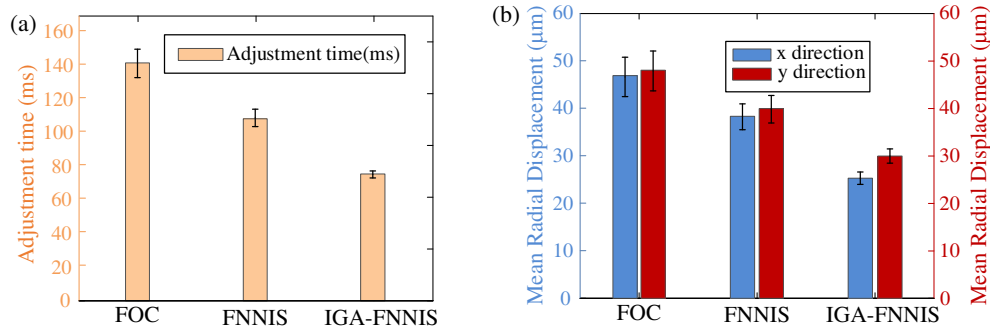 (a)
Adjustment time (ms)
160
140
120
100
80
60
40
20
0
Adjustment time(ms)
FOC
FNNIS
IGA-FNNIS
(b)
Mean Radial Displacement (μm)
60
50
40
30
20
10
0
x direction
y direction
FOC
FNNIS
IGA-FNNIS
60
50
40
30
20
10
0
Mean Radial Displacement (μm)